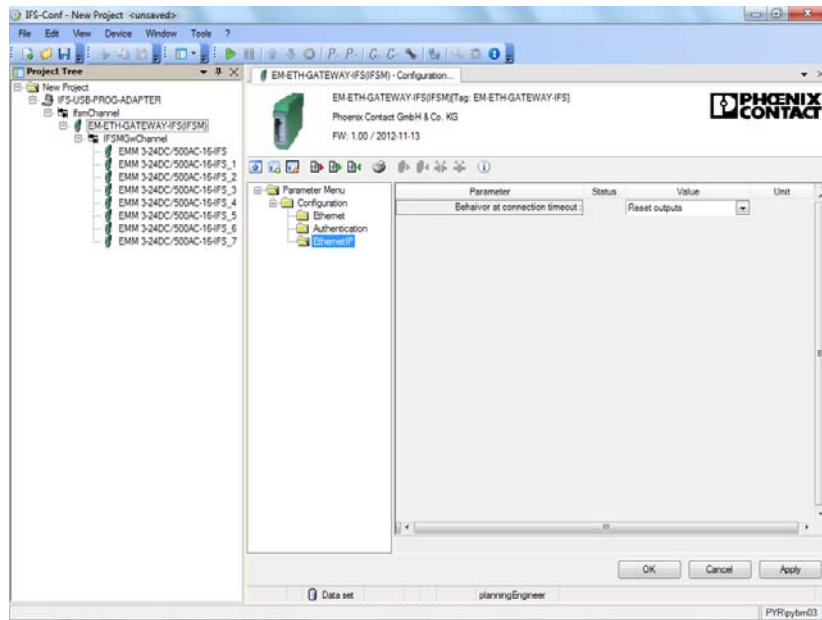 IFS-Conf - New Project <unsaved>
File Edit View Device Window Tools ?
Project Tree
New Project
IFS-USB-PROG-ADAPTER
IfsmChannel
EM-ETH-GATEWAY-IFS(IFSM)
IFSMGwChannel
EMM 3-24DC/500AC-16-IFS
EMM 3-24DC/500AC-16-IFS_1
EMM 3-24DC/500AC-16-IFS_2
EMM 3-24DC/500AC-16-IFS_3
EMM 3-24DC/500AC-16-IFS_4
EMM 3-24DC/500AC-16-IFS_5
EMM 3-24DC/500AC-16-IFS_6
EMM 3-24DC/500AC-16-IFS_7
EM-ETH-GATEWAY-IFS(IFSM) - Configuration...
EM-ETH-GATEWAY-IFS(IFSM)[Tag: EM-ETH-GATEWAY-IFS]
Phoenix Contact GmbH & Co. KG
FW: 1.00 / 2012-11-13
PHŒNIX
CONTACT
Parameter Menu
Configuration
Ethernet
Authentication
Ethernet/IP
Parameter Status Value Unit
Behaivor at connection timeout : Reset outputs
OK Cancel Apply
Data set planningEngineer
PYR\pybm03